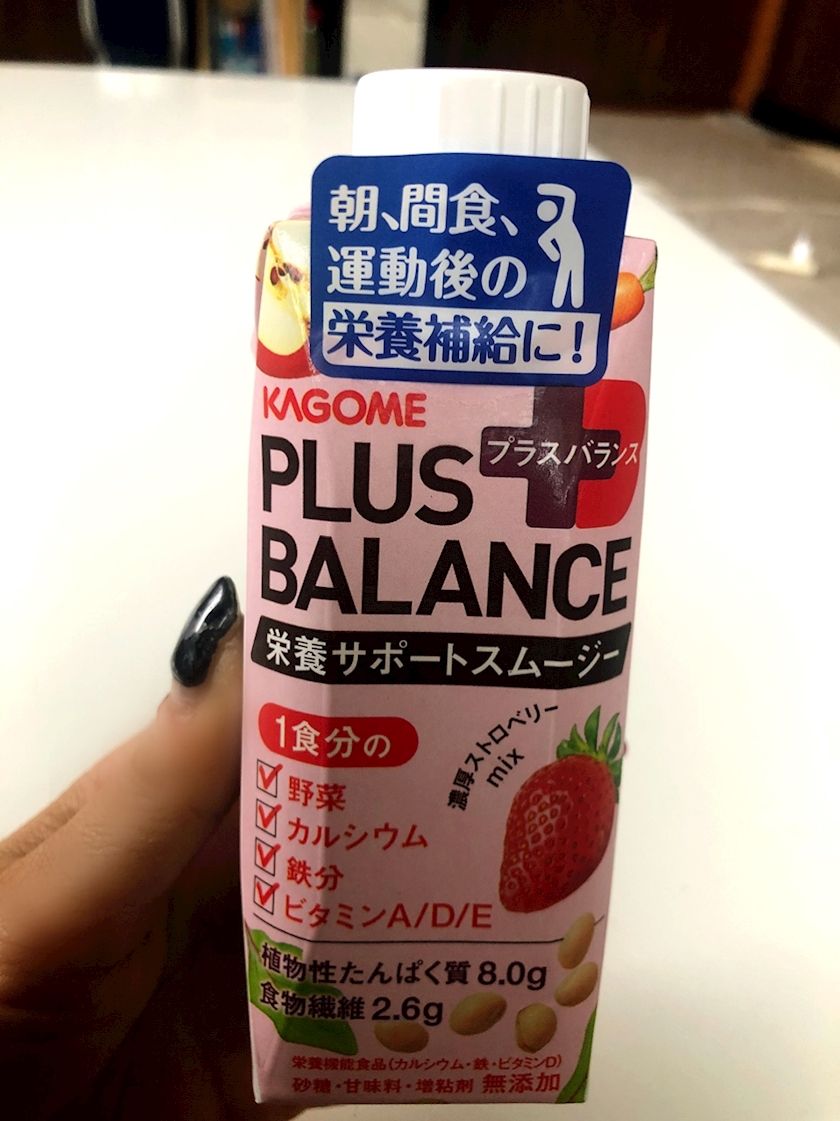 朝、間食、
運動後の
栄養補給に!
KAGOME
PLUS
プラスバランス
BALANCE
栄養サポートスムージー
1食分の
野菜
カルシウム
鉄分
ビタミンA/D/E
濃厚ストロベリー
mix
植物性たんぱく質8.0g
食物繊維2.6g
栄養機能食品(カルシウム・鉄・ビタミンD)
砂糖・甘味料・増粘剤 無添加